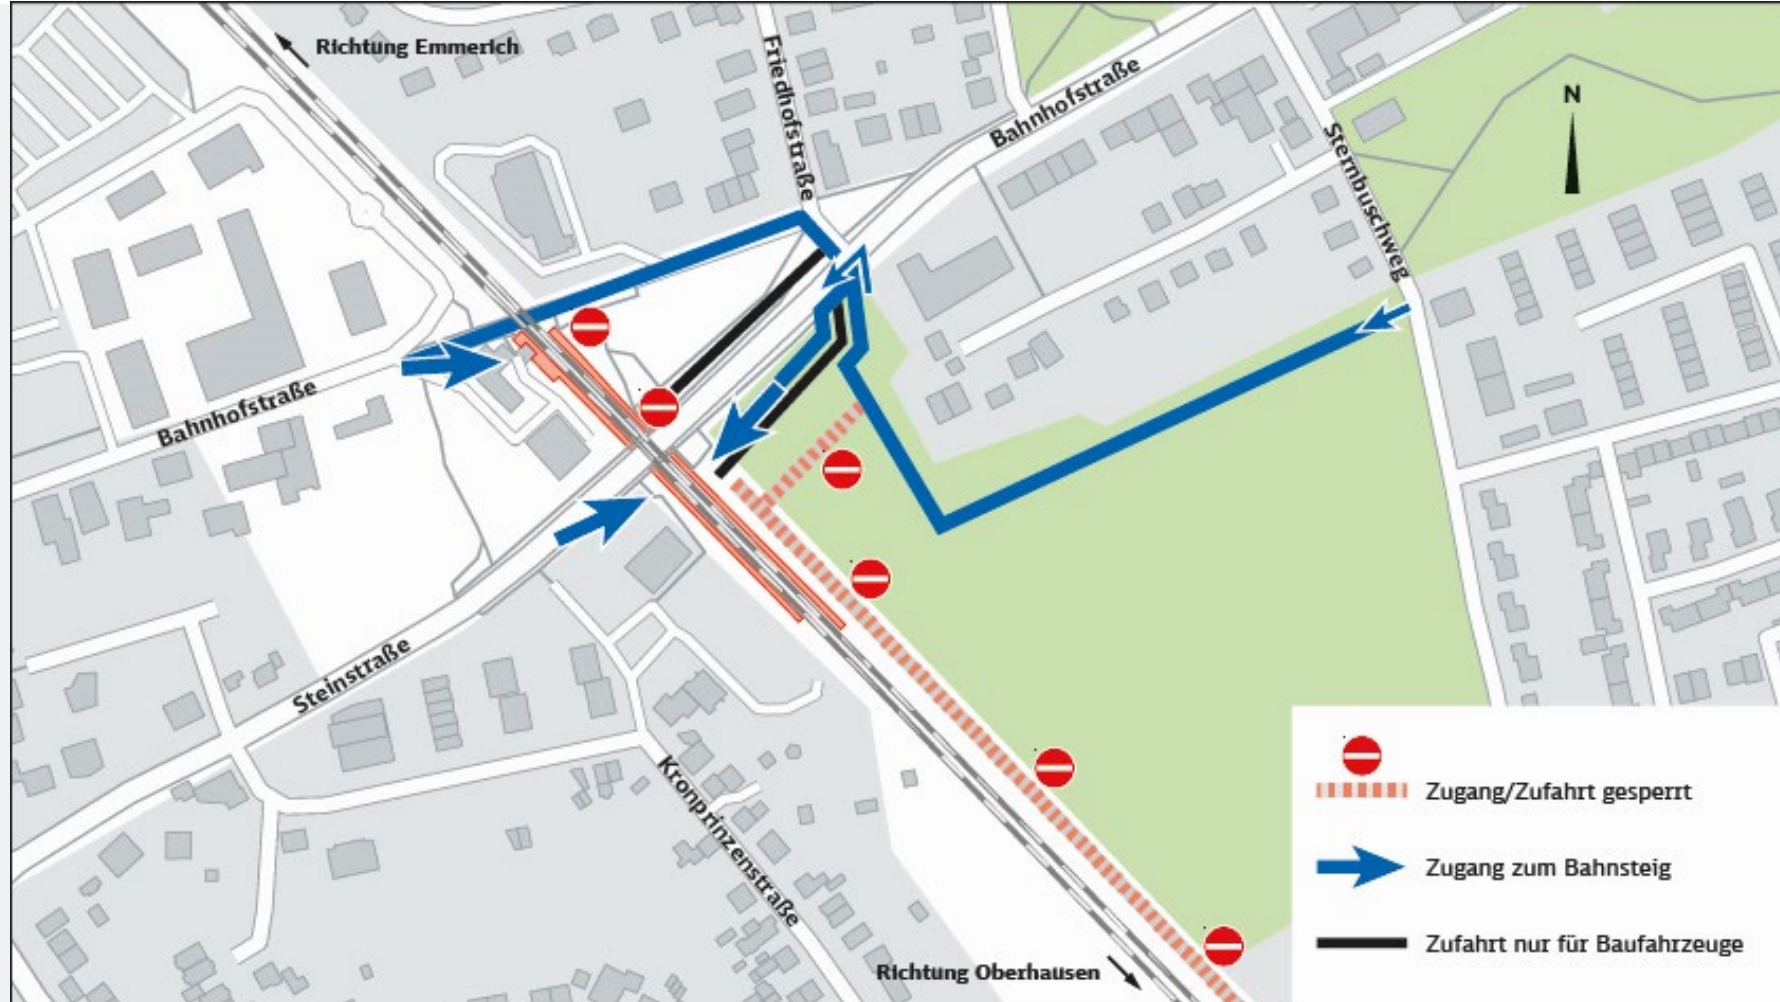 Richtung Emmerich
Friedhofstraße
Bahnhofstraße
N
Sternbuschweg
Bahnhofstraße
Steinstraße
Kronprinzenstraße
Zugang/Zufahrt gesperrt
Zugang zum Bahnsteig
Zufahrt nur für Baufahrzeuge
Richtung Oberhausen